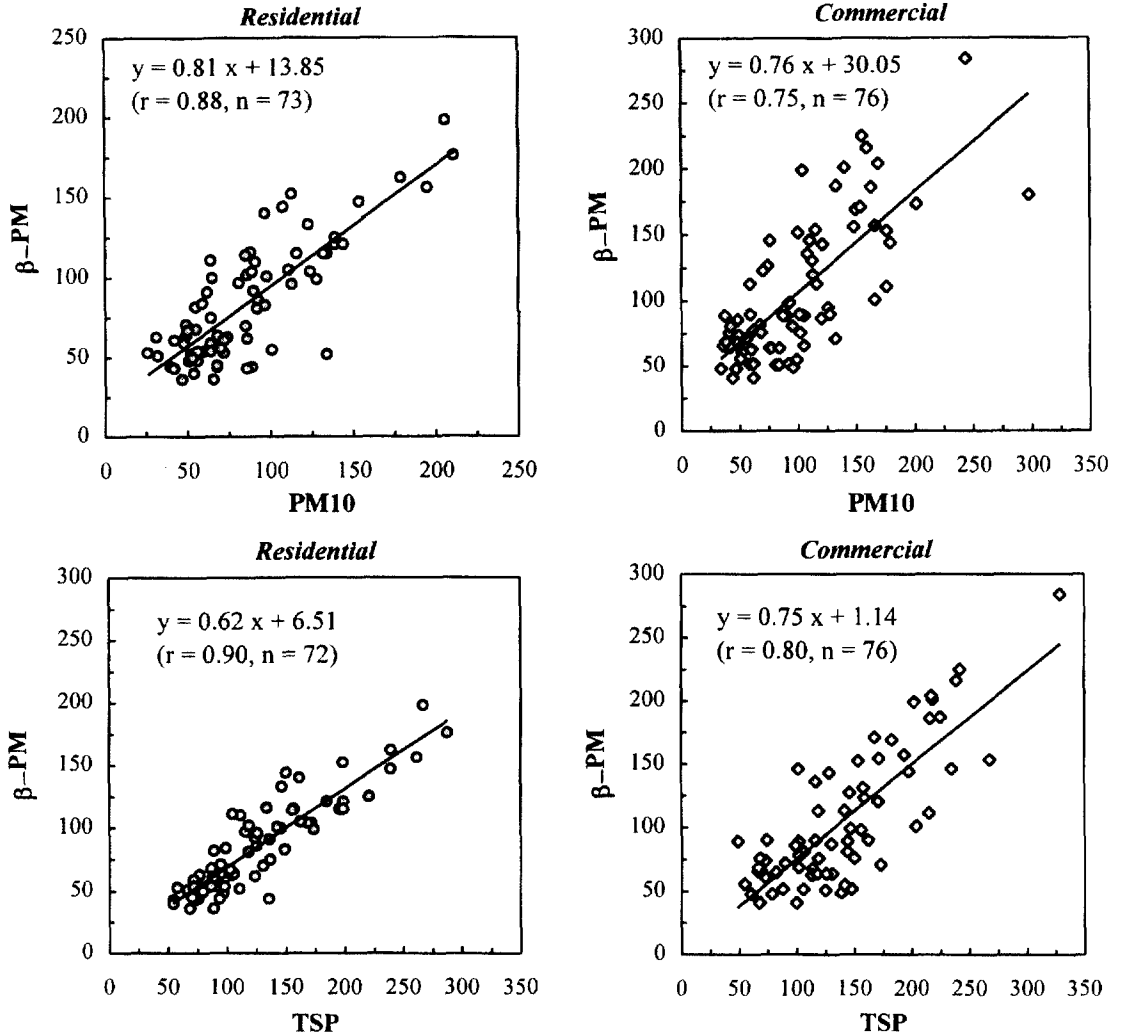 Residential
250
200
150
100
50
0
y = 0.81 x + 13.85
(r = 0.88, n = 73)
β–PM
0 50 100 150 200 250
PM10
Commercial
300
250
200
150
100
50
0
y = 0.76 x + 30.05
(r = 0.75, n = 76)
β–PM
0 50 100 150 200 250 300 350
PM10
Residential
300
250
200
150
100
50
0
y = 0.62 x + 6.51
(r = 0.90, n = 72)
β–PM
0 50 100 150 200 250 300 350
TSP
Commercial
300
250
200
150
100
50
0
y = 0.75 x + 1.14
(r = 0.80, n = 76)
β–PM
0 50 100 150 200 250 300 350
TSP